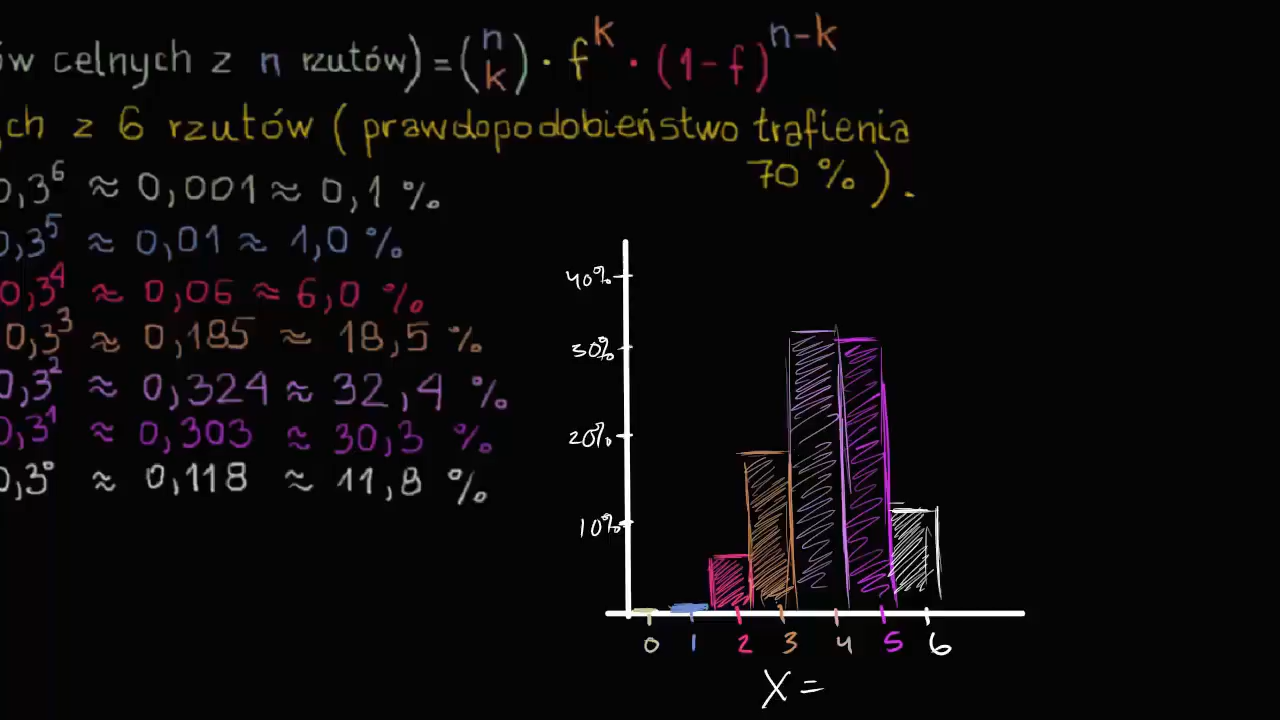 ów celnych z n rzutów) = (n k) · f^k · (1-f)^n-k
ych z 6 rzutów (prawdopodobieństwo trafienia
70 %).
0,3^6 ≈ 0,001 ≈ 0,1 %
0,3^5 ≈ 0,01 ≈ 1,0 %
0,3^4 ≈ 0,06 ≈ 6,0 %
0,3^3 ≈ 0,185 ≈ 18,5 %
0,3^2 ≈ 0,324 ≈ 32,4 %
0,3^1 ≈ 0,303 ≈ 30,3 %
0,3^0 ≈ 0,118 ≈ 11,8 %
40%
30%
20%
10%
0 1 2 3 4 5 6
X =